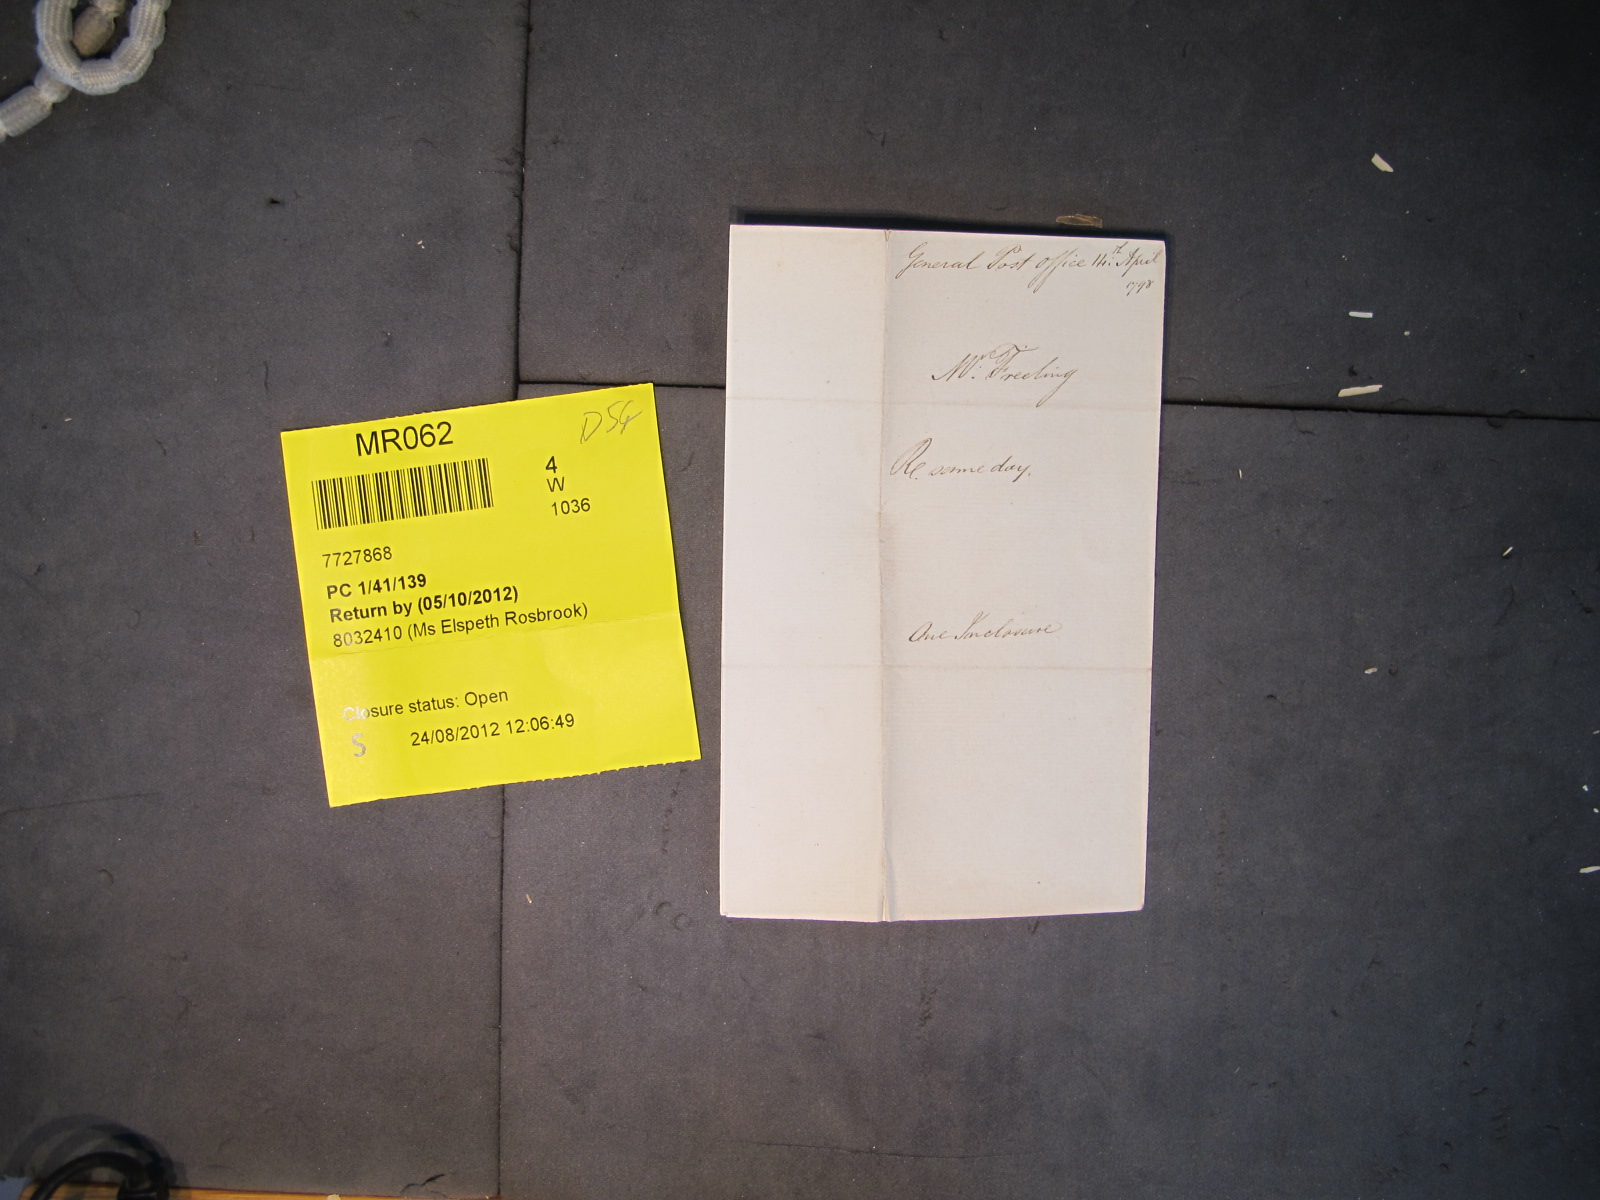 MR062
D54
4
W
1036
7727868
PC 1/41/139
Return by (05/10/2012)
8032410 (Ms Elspeth Rosbrook)
Closure status: Open
S
24/08/2012 12:06:49
General Post Office 14th April
1798
Mr. Freeling
Re. same day.
One Inclosure